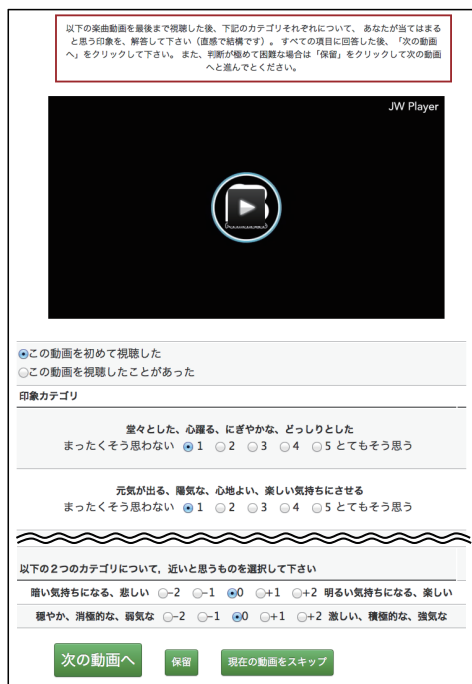 以下の楽曲動画を最後まで視聴した後、下記のカテゴリそれぞれについて、 あなたが当てはまる
と思う印象を、解答して下さい（直感で結構です）。 すべての項目に回答した後、「次の動画
へ」をクリックして下さい。 また、判断が極めて困難な場合は「保留」をクリックして次の動画
へと進んでください。
JW Player
この動画を初めて視聴した
この動画を視聴したことがあった
印象カテゴリ
堂々とした、心躍る、にぎやかな、どっしりとした
まったくそう思わない 1 2 3 4 5 とてもそう思う
元気が出る、陽気な、心地よい、楽しい気持ちにさせる
まったくそう思わない 1 2 3 4 5 とてもそう思う
以下の２つのカテゴリについて，近いと思うものを選択して下さい
暗い気持ちになる、悲しい -2 -1 0 +1 +2 明るい気持ちになる、楽しい
穏やか、消極的な、弱気な -2 -1 0 +1 +2 激しい、積極的な、強気な
次の動画へ 保留 現在の動画をスキップ